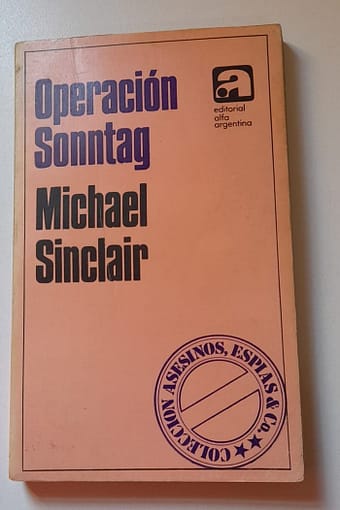 Operación
Sonntag
Michael
Sinclair
a
editorial
alfa
argentina
COLECCION ASESINOS, ESPIAS & Co. ★★